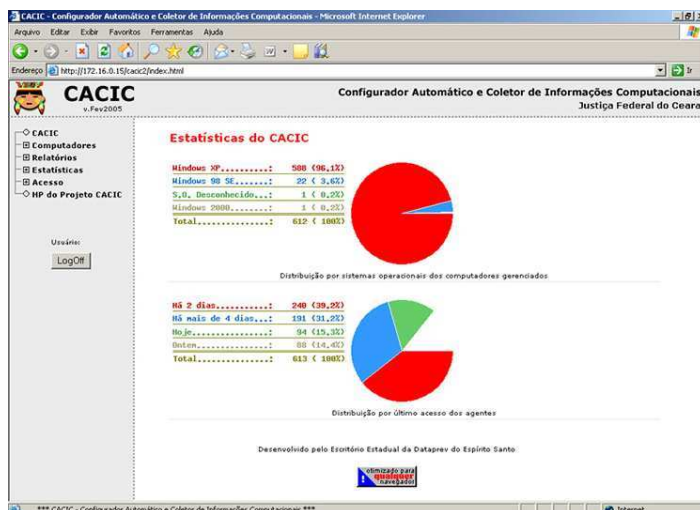 CACIC - Configurador Automático e Coletor de Informações Computacionais - Microsoft Internet Explorer
Arquivo Editar Exibir Favoritos Ferramentas Ajuda
Endereço http://172.16.0.15/cacic2/index.html Ir
CACIC
v.Fev2005
Configurador Automático e Coletor de Informações Computacionais
Justiça Federal do Ceara
CACIC
Computadores
Relatórios
Estatísticas
Acesso
HP do Projeto CACIC
Usuário:
LogOff
Estatísticas do CACIC
Windows XP..........: 588 (96,1%)
Windows 98 SE.......: 22 ( 3,6%)
S.O. Desconhecido...: 1 ( 0,2%)
Windows 2000........: 1 ( 0,2%)
Total...............: 612 ( 100%)
Distribuição por sistemas operacionais dos computadores gerenciados
Há 2 dias...........: 240 (39,2%)
Há mais de 4 dias...: 191 (31,2%)
Hoje................: 94 (15,3%)
Ontem...............: 88 (14,4%)
Total...............: 613 ( 100%)
Distribuição por último acesso dos agentes
Desenvolvido pelo Escritório Estadual da Dataprev do Espírito Santo
otimizado para
qualquer
navegador
*** CACIC - Configurador Automático e Coletor de Informações Computacionais *** Internet